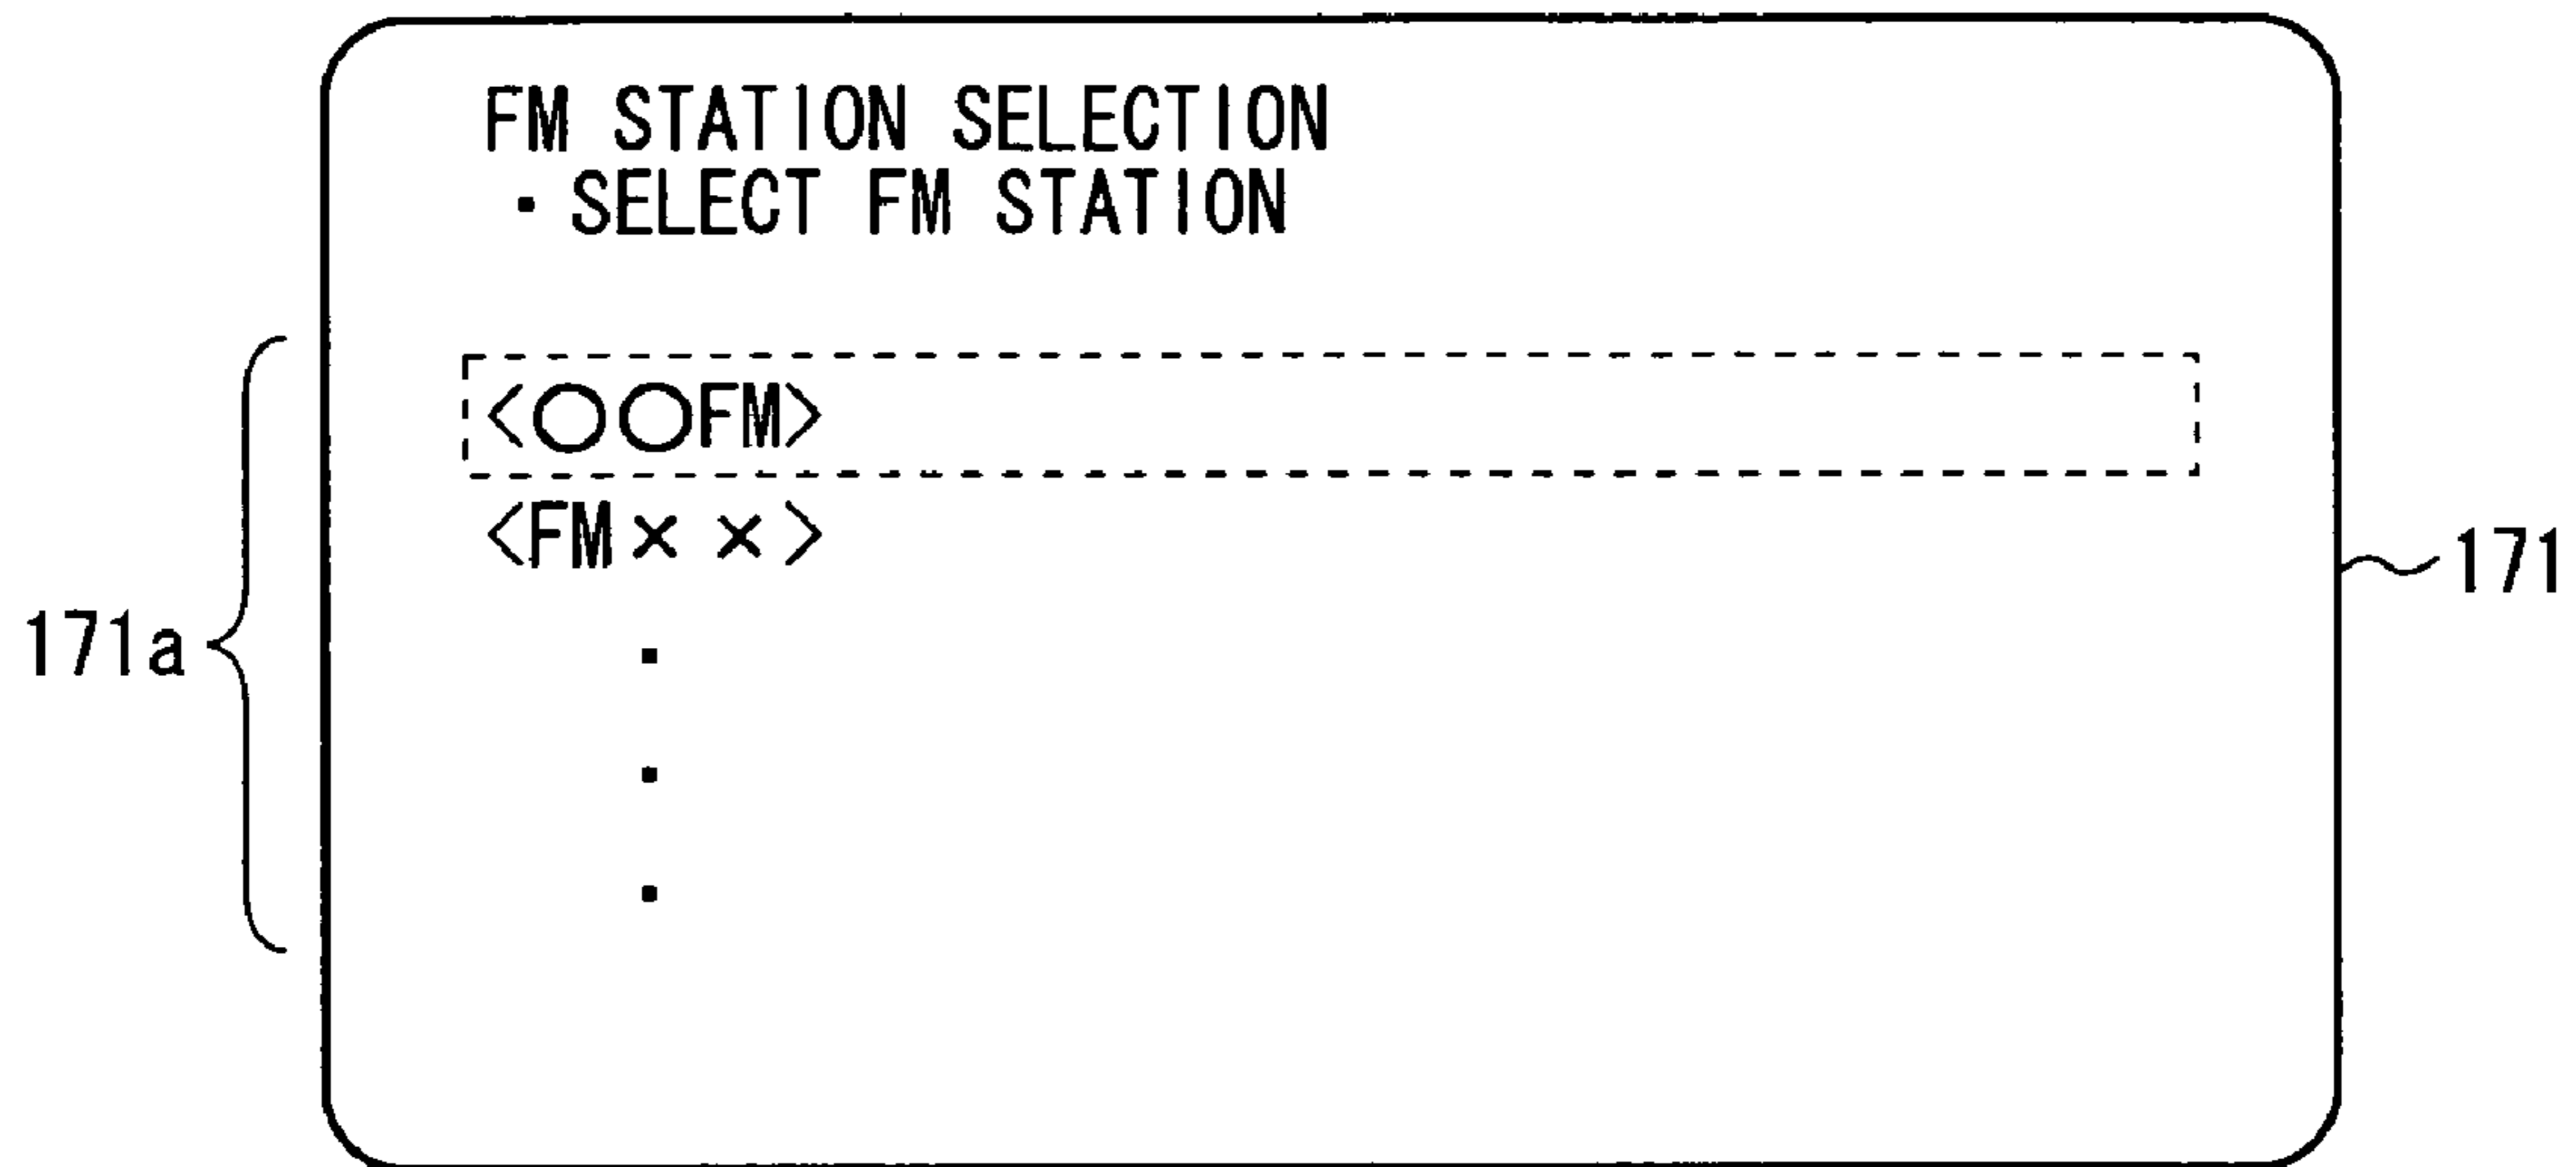 FM STATION SELECTION
・SELECT FM STATION
<○○FM>
<FM××>
171a
171